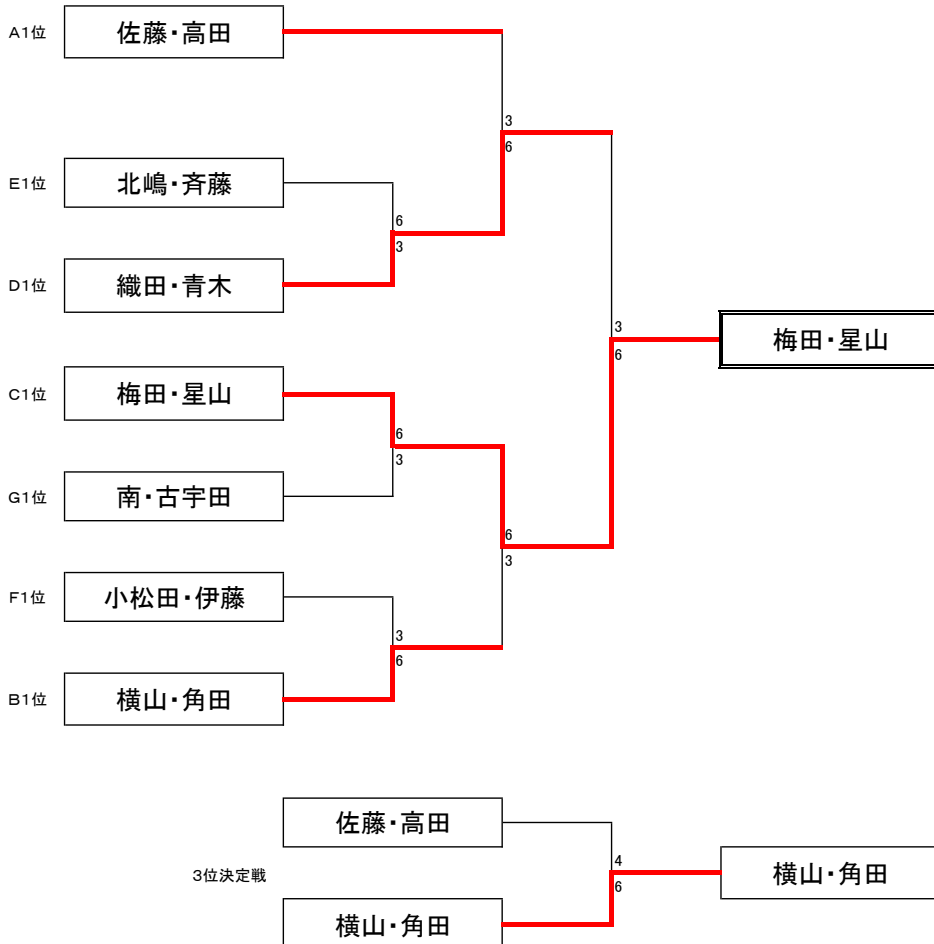 A1位 佐藤・高田
3
6
E1位 北嶋・斉藤
6
3
D1位 織田・青木
3
6
梅田・星山
C1位 梅田・星山
6
3
G1位 南・古宇田
6
3
F1位 小松田・伊藤
3
6
B1位 横山・角田
佐藤・高田
3位決定戦
4
6
横山・角田
横山・角田